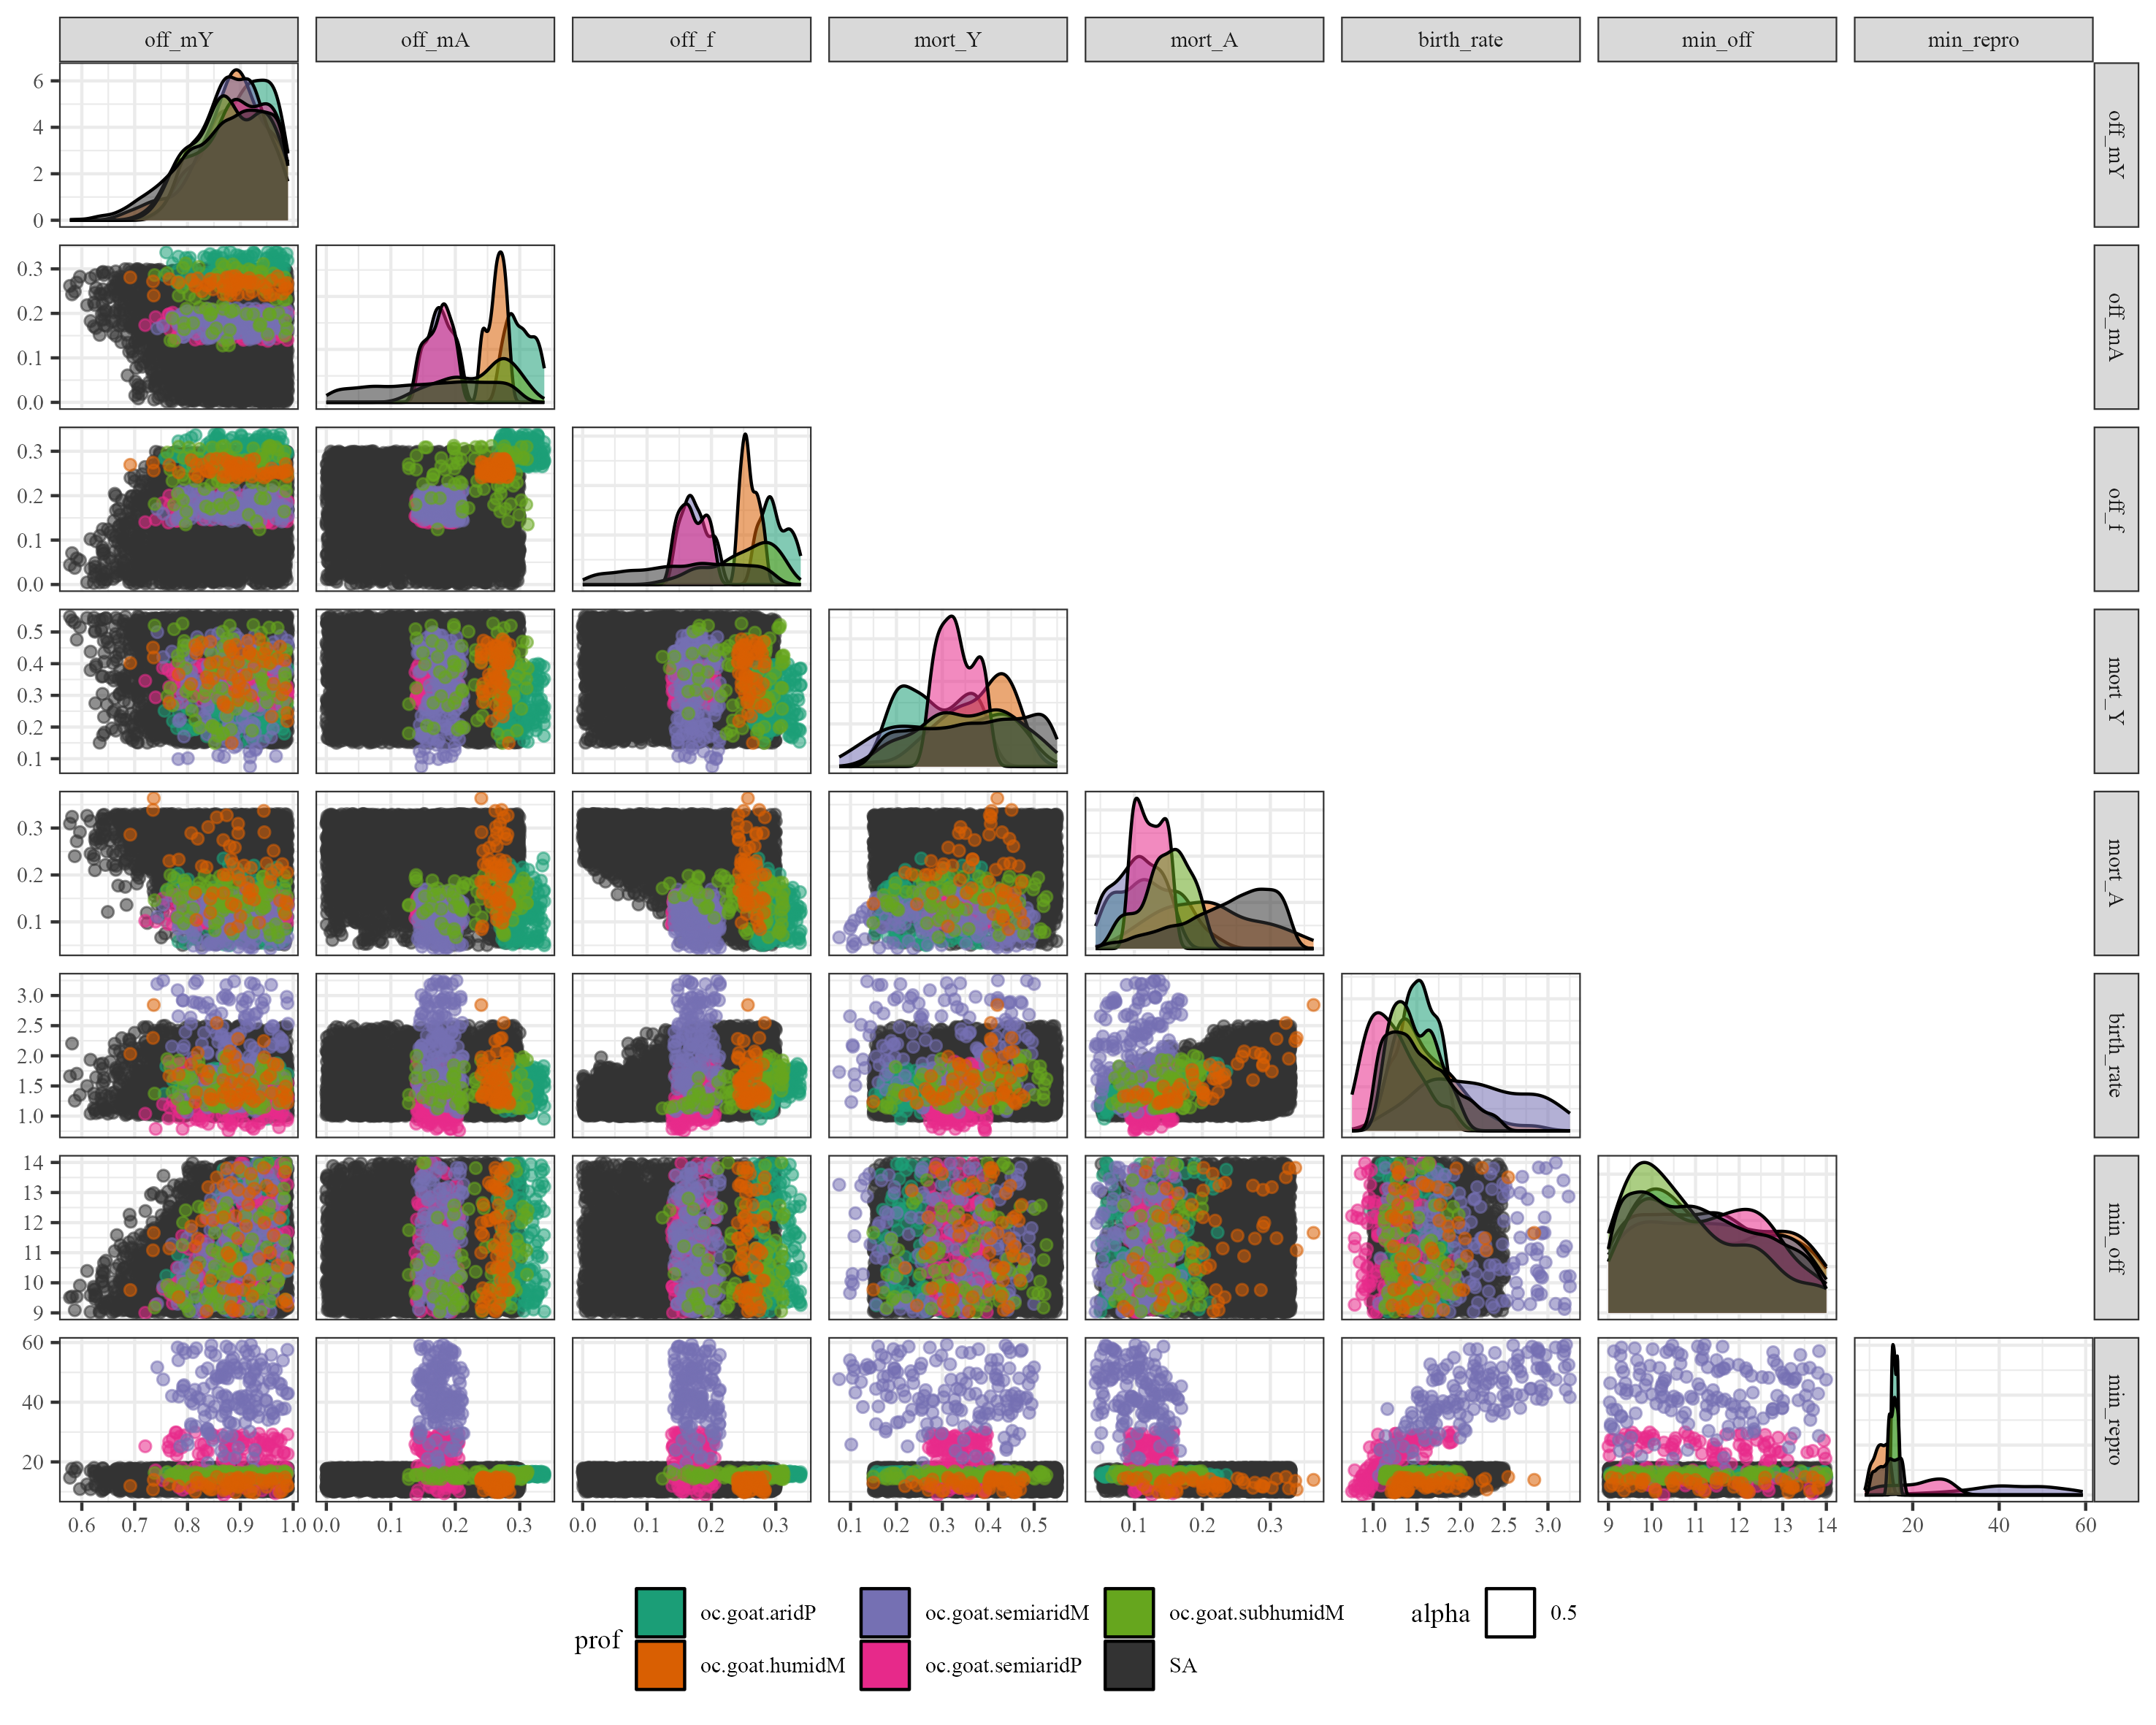 off_mY off_mA off_f mort_Y mort_A birth_rate min_off min_repro
6
4
2
0
off_mY
0.3
0.2
0.1
0.0
off_mA
0.3
0.2
0.1
0.0
off_f
0.5
0.4
0.3
0.2
0.1
mort_Y
0.3
0.2
0.1
mort_A
3.0
2.5
2.0
1.5
1.0
birth_rate
14
13
12
11
10
9
min_off
60
40
20
min_repro
0.6 0.7 0.8 0.9 1.0 0.0 0.1 0.2 0.3 0.0 0.1 0.2 0.3 0.1 0.2 0.3 0.4 0.5 0.1 0.2 0.3 1.0 1.5 2.0 2.5 3.0 9 10 11 12 13 14 20 40 60
prof
oc.goat.aridP oc.goat.semiaridM oc.goat.subhumidM
oc.goat.humidM oc.goat.semiaridP SA
alpha 0.5